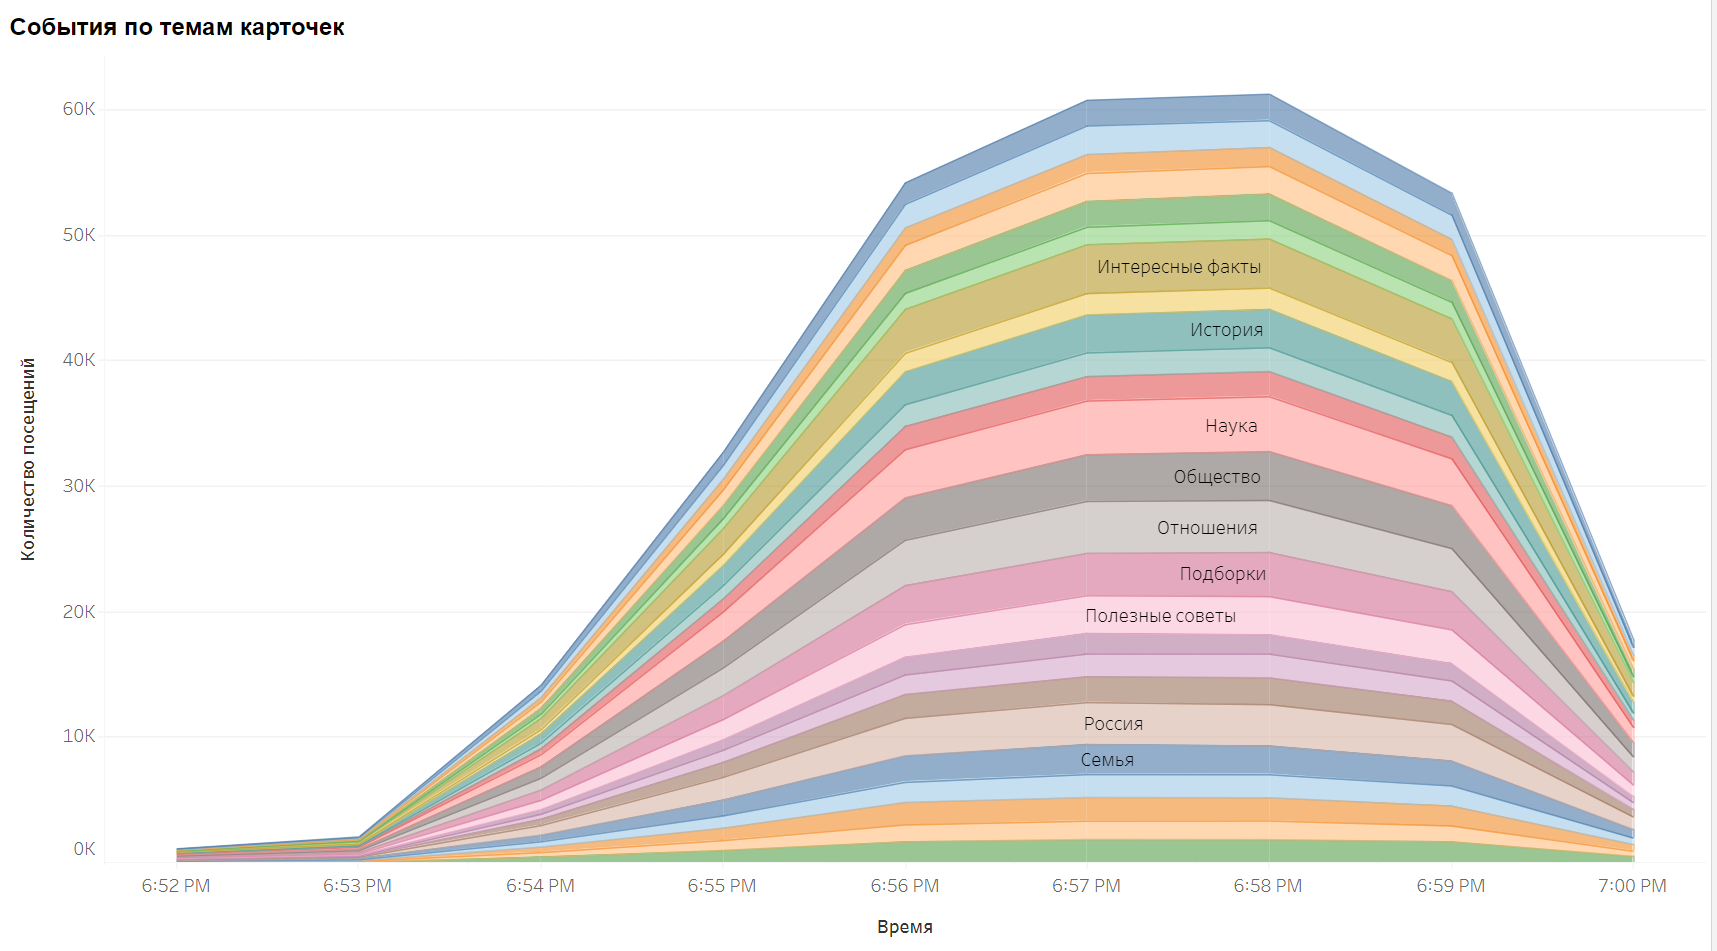 События по темам карточек
60K
50K
40K
30K
20K
10K
0K
Количество посещений
Интересные факты
История
Наука
Общество
Отношения
Подборки
Полезные советы
Россия
Семья
6:52 PM 6:53 PM 6:54 PM 6:55 PM 6:56 PM 6:57 PM 6:58 PM 6:59 PM 7:00 PM
Время